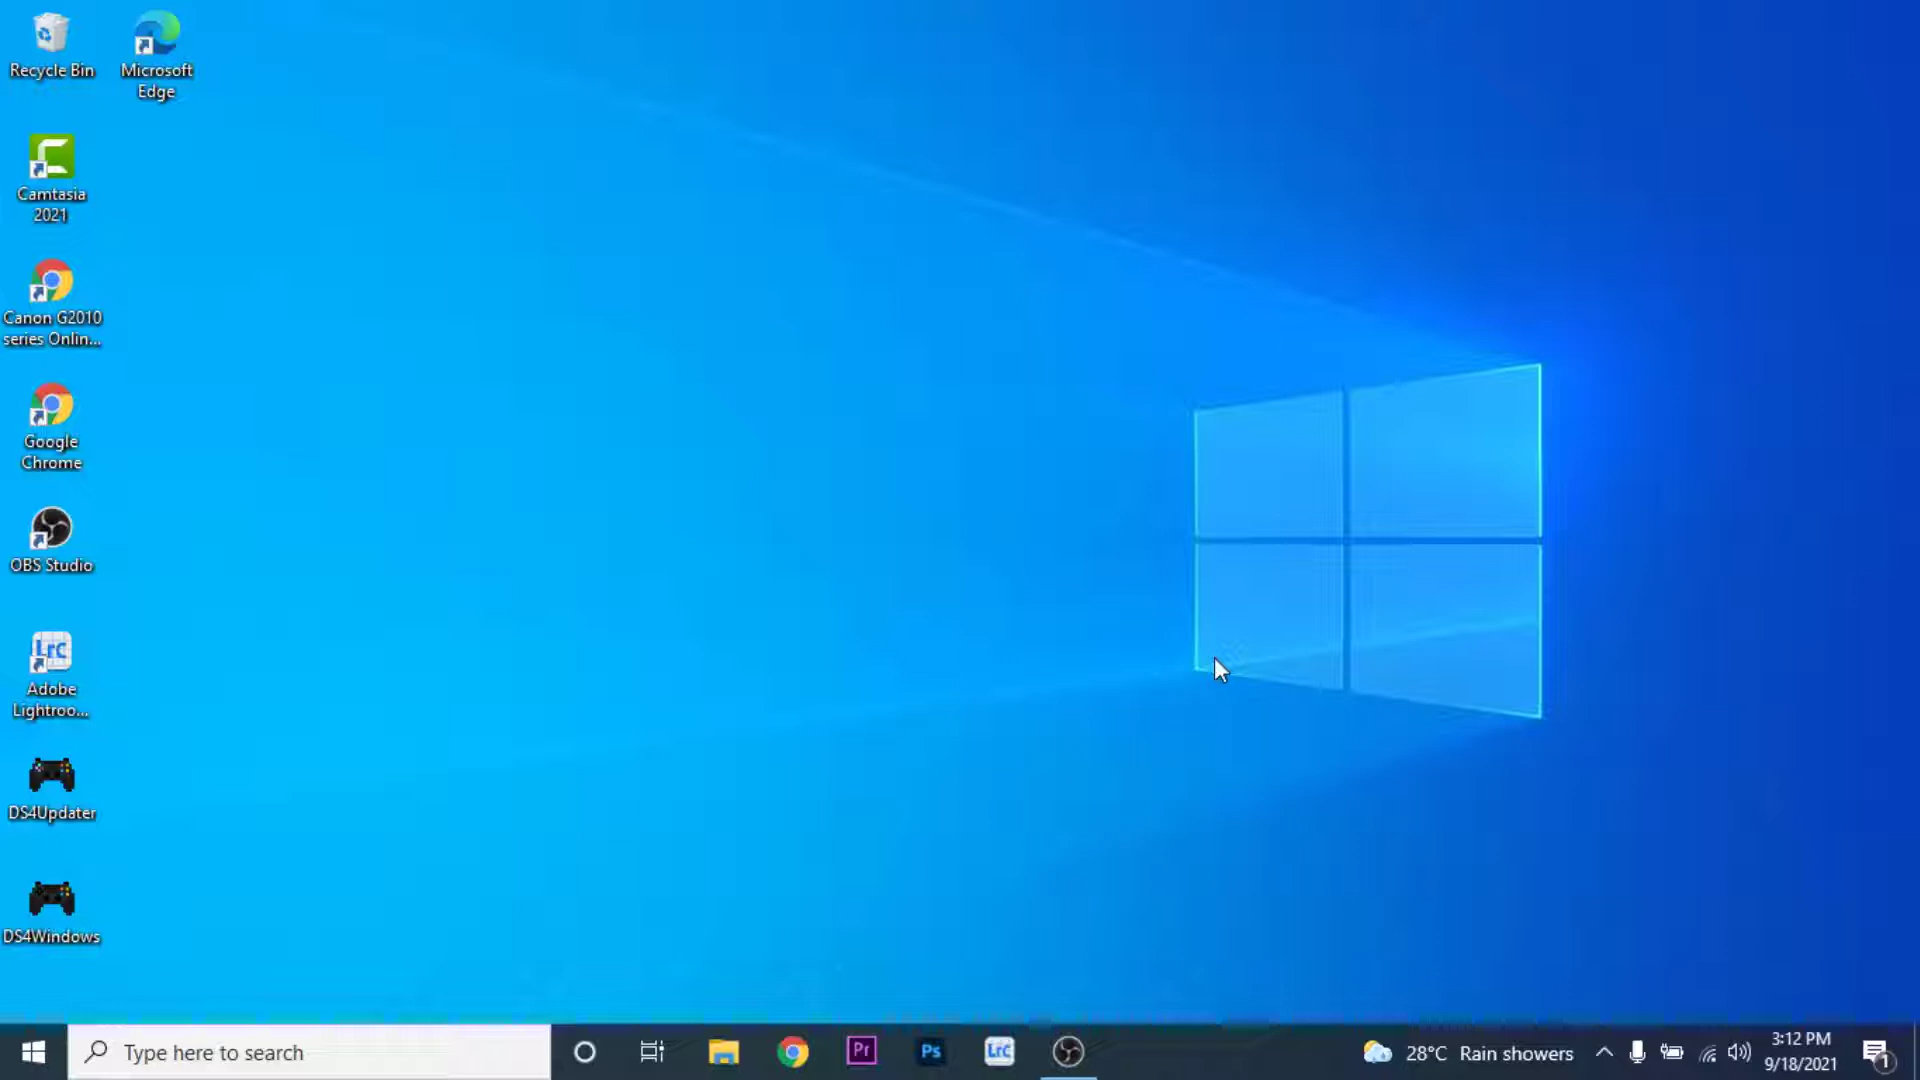 Recycle Bin
Microsoft
Edge
Camtasia
2021
Canon G2010
series Onlin...
Google
Chrome
OBS Studio
Lrc
Adobe
Lightroo...
DS4Updater
DS4Windows
Type here to search
Pr
Ps
Lrc
28°C Rain showers
3:12 PM
9/18/2021
1